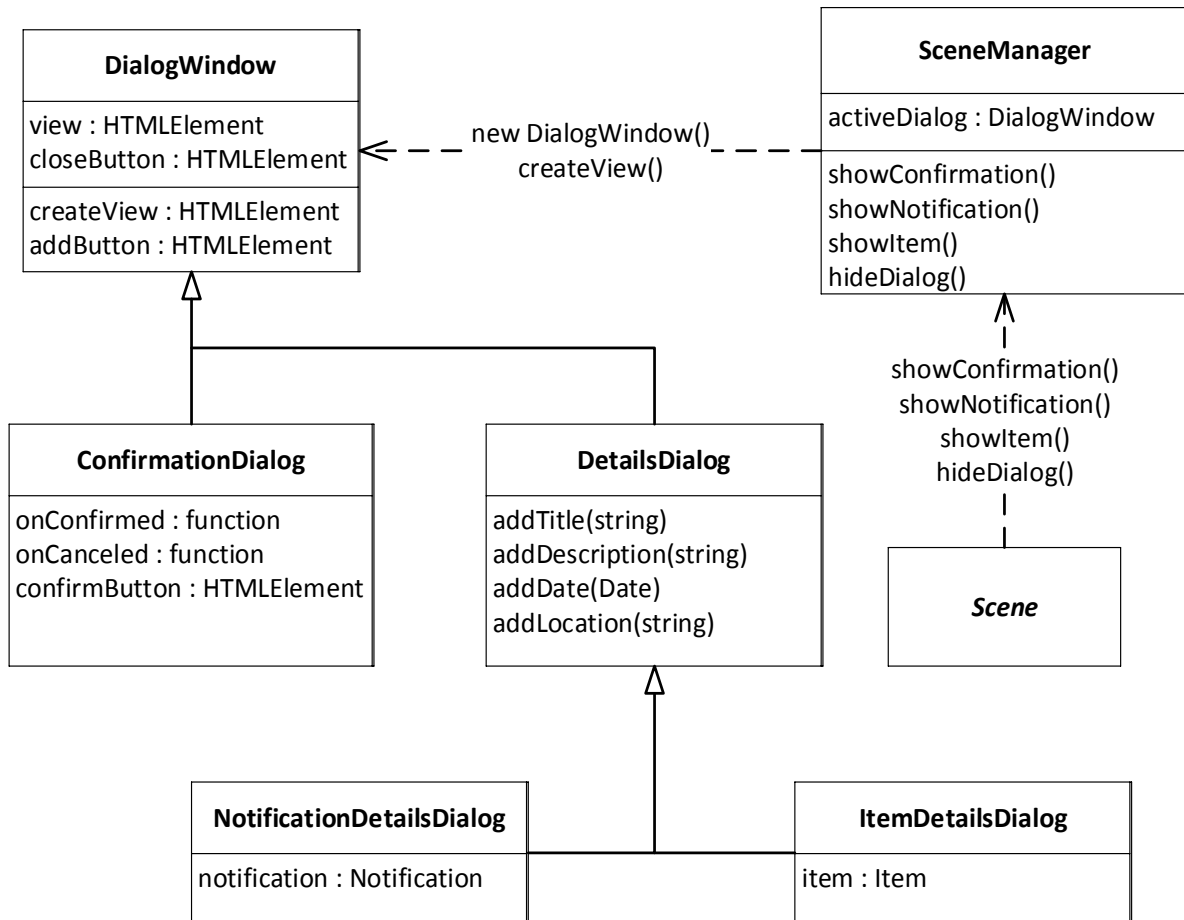 DialogWindow
view : HTMLElement
closeButton : HTMLElement
createView : HTMLElement
addButton : HTMLElement
new DialogWindow()
createView()
SceneManager
activeDialog : DialogWindow
showConfirmation()
showNotification()
showItem()
hideDialog()
showConfirmation()
showNotification()
showItem()
hideDialog()
ConfirmationDialog
onConfirmed : function
onCanceled : function
confirmButton : HTMLElement
DetailsDialog
addTitle(string)
addDescription(string)
addDate(Date)
addLocation(string)
Scene
NotificationDetailsDialog
notification : Notification
ItemDetailsDialog
item : Item